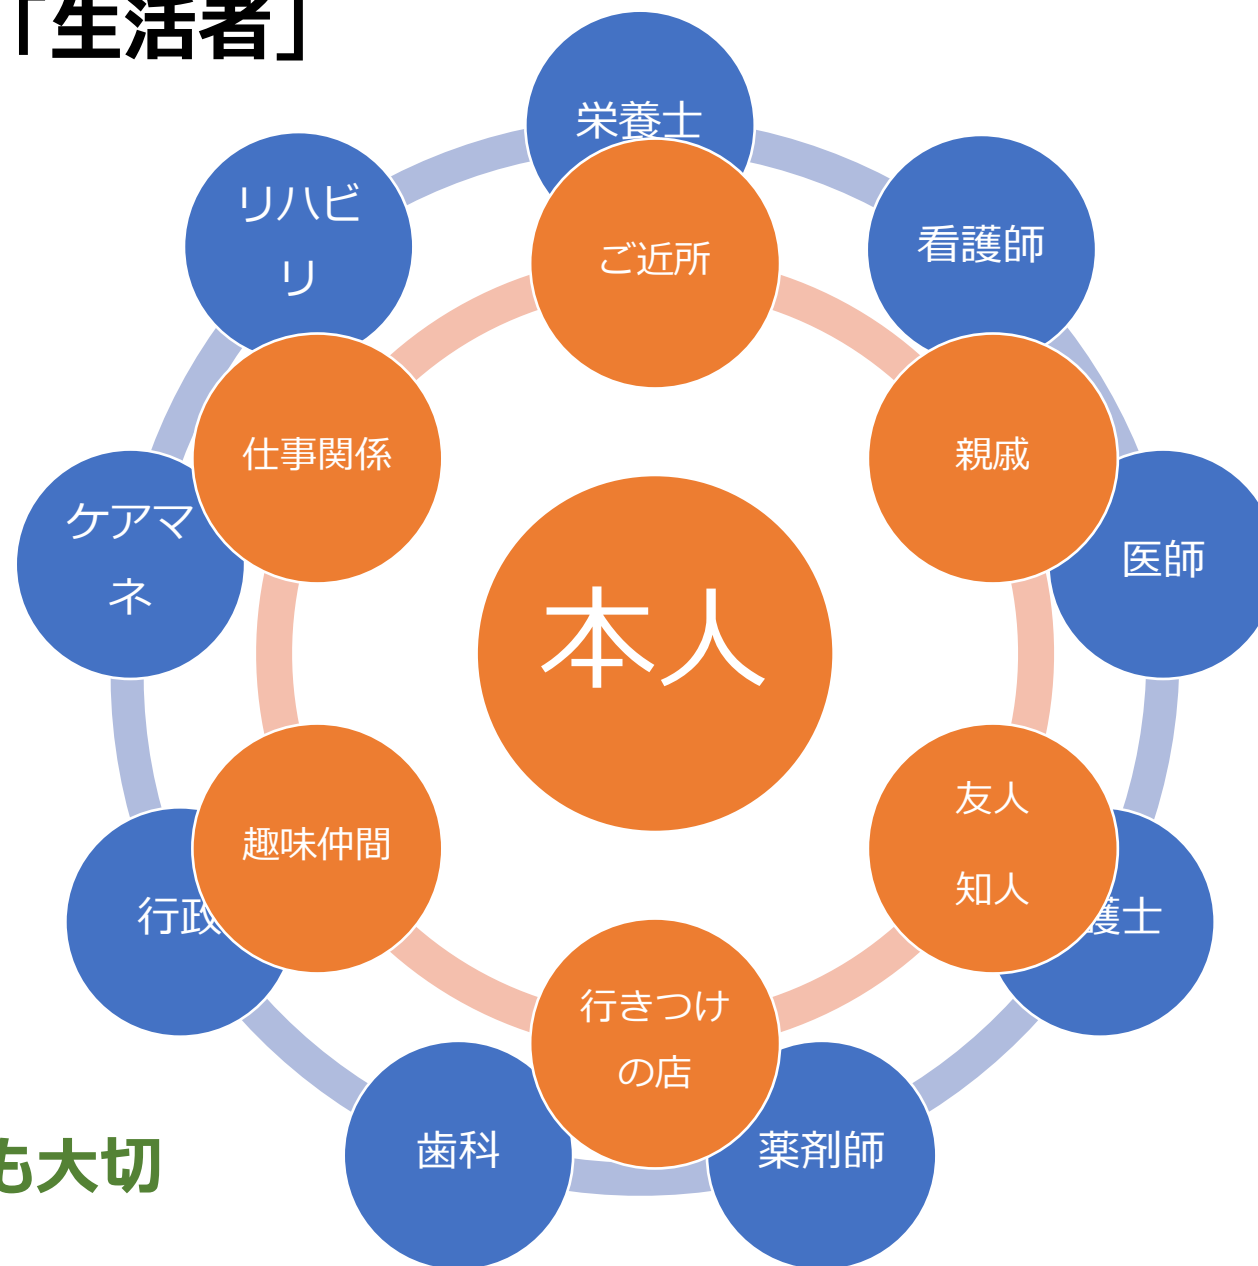 「生活者」
栄養士
リハビ
リ
ご近所
看護師
仕事関係
親戚
ケアマ
ネ
医師
本人
趣味仲間
友人
知人
行政
護士
行きつけ
の店
歯科
薬剤師
も大切